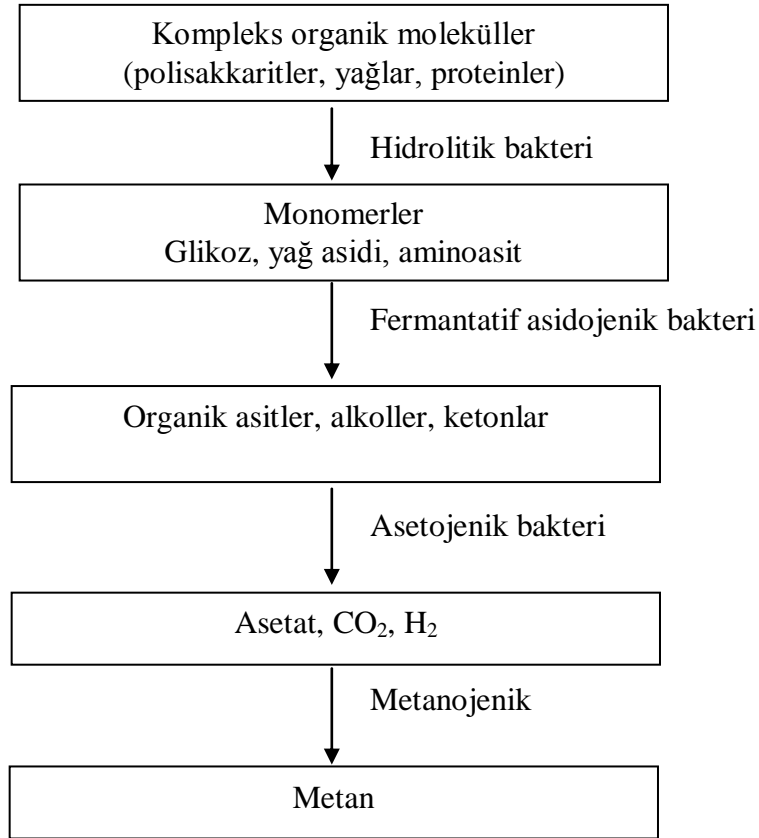 Kompleks organik moleküller
(polisakkaritler, yağlar, proteinler)
Hidrolitik bakteri
Monomerler
Glikoz, yağ asidi, aminoasit
Fermantatif asidojenik bakteri
Organik asitler, alkoller, ketonlar
Asetojenik bakteri
Asetat, CO₂, H₂
Metanojenik
Metan